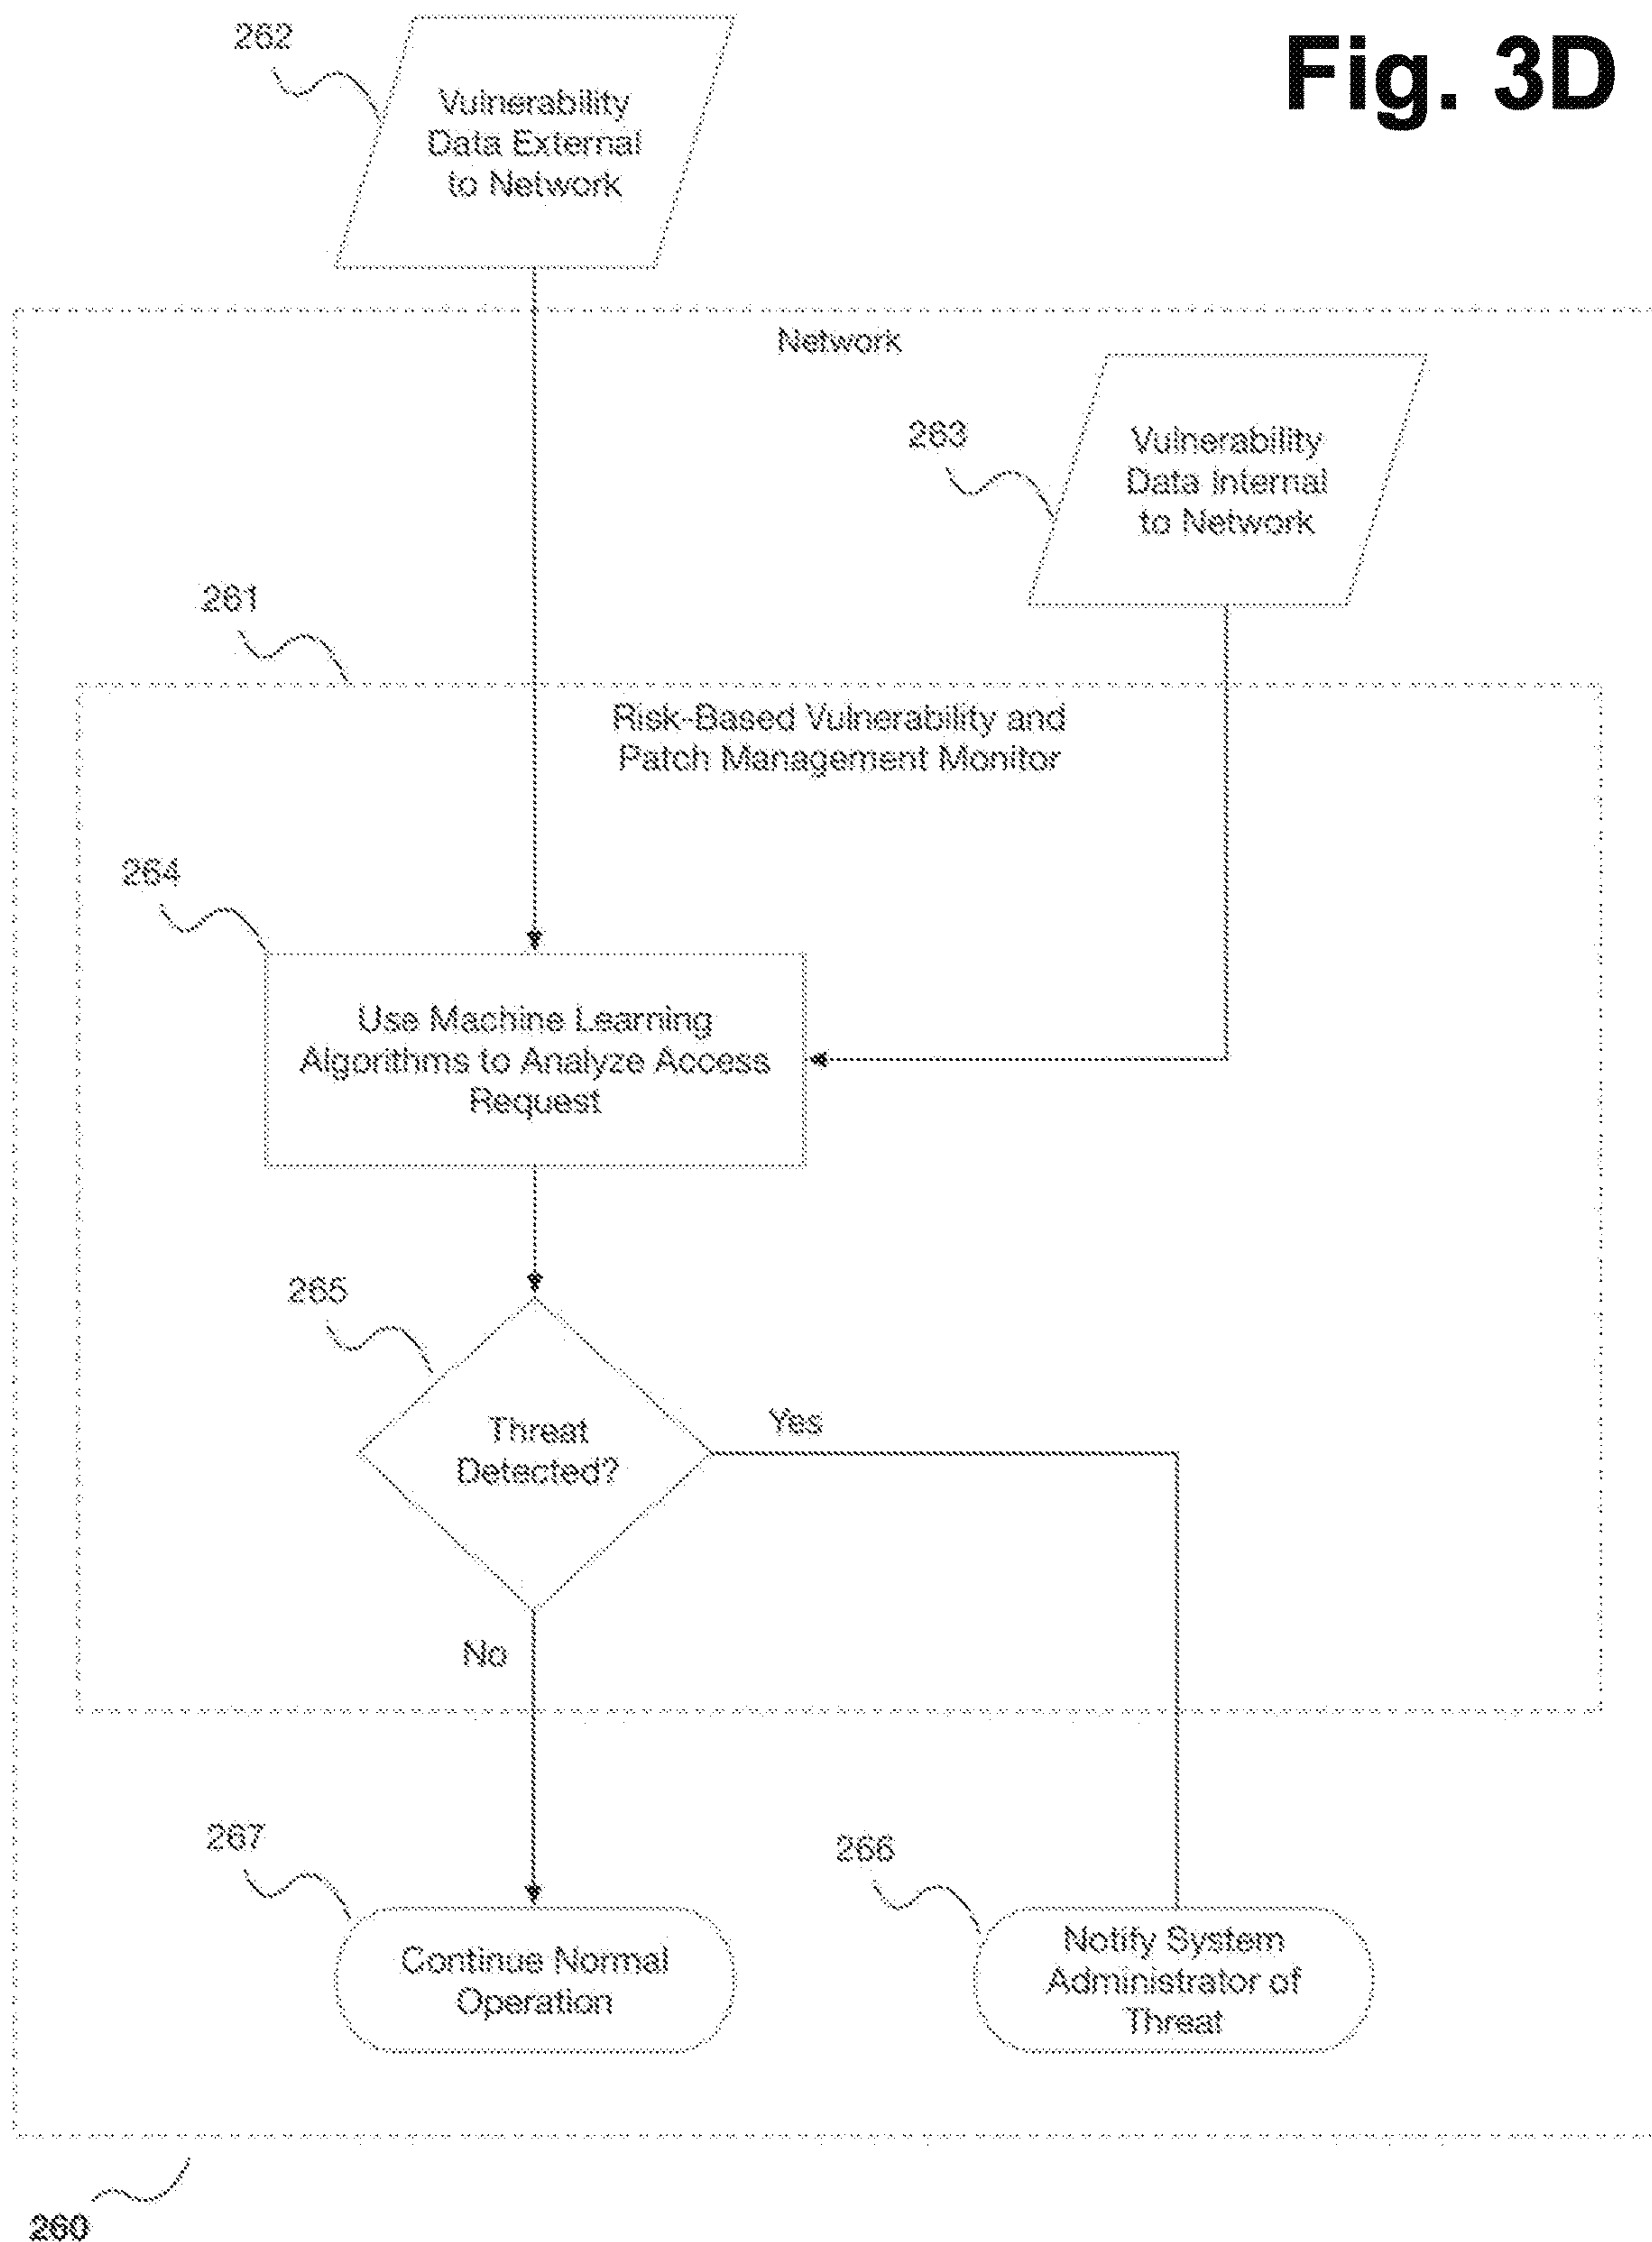 Fig. 3D
262
Vulnerability
Data External
to Network
Network
263
Vulnerability
Data Internal
to Network
261
Risk-Based Vulnerability and
Patch Management Monitor
264
Use Machine Learning
Algorithms to Analyze Access
Request
265
Threat
Detected?
Yes
No
267
Continue Normal
Operation
266
Notify System
Administrator of
Threat
260